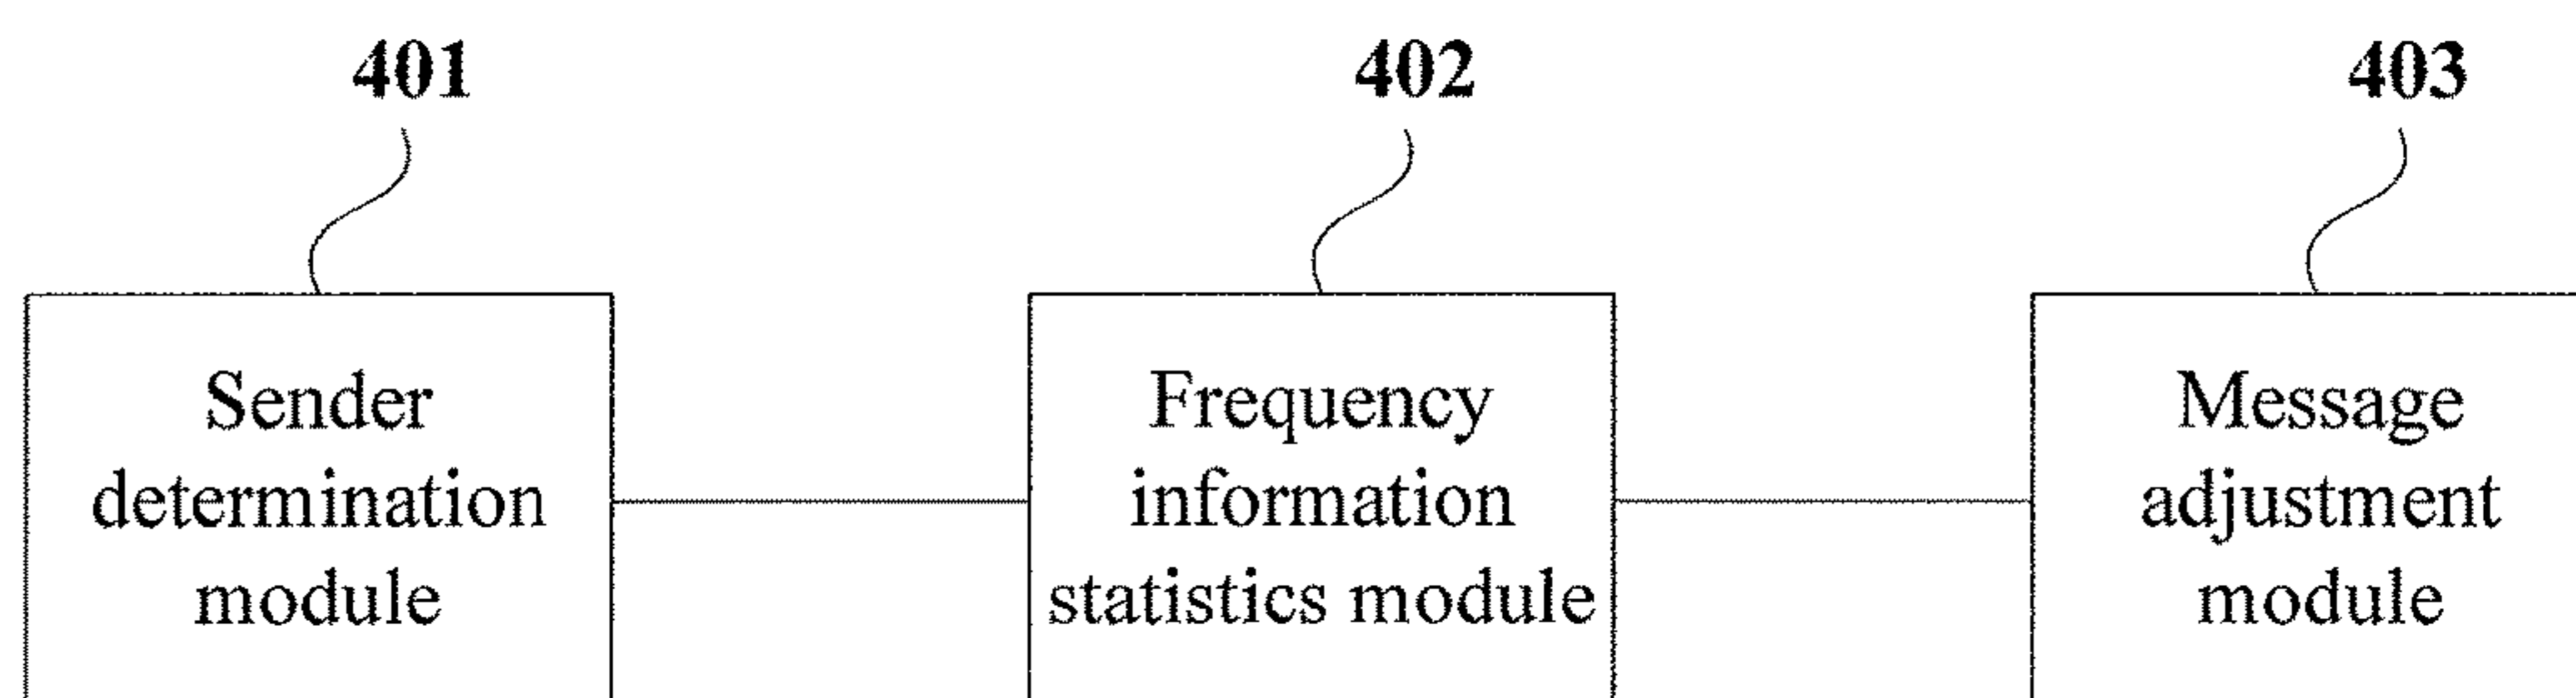 401
402
403
Sender
determination
module
Frequency
information
statistics module
Message
adjustment
module